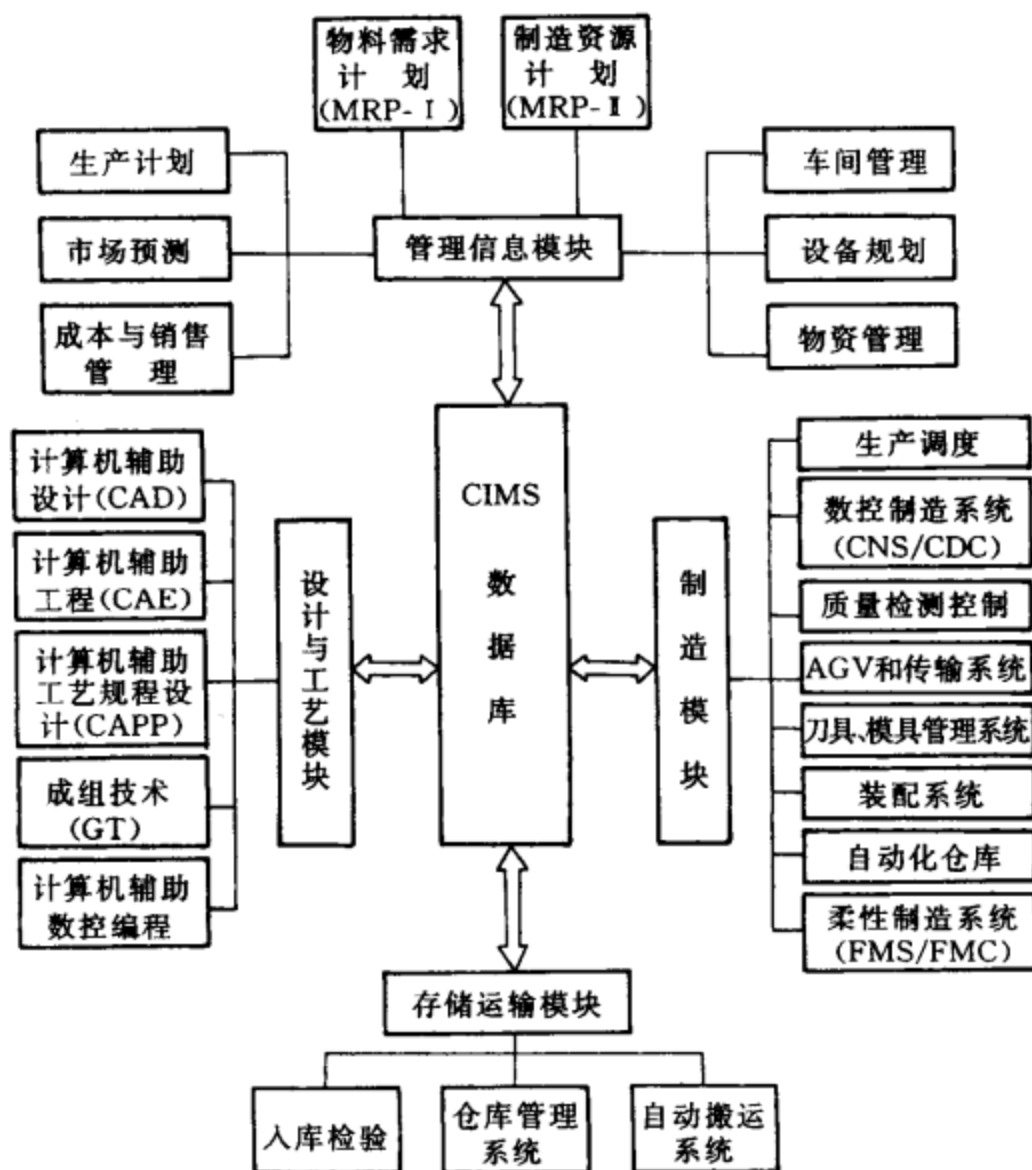 物料需求
计 划
(MRP-Ⅰ)
制造资源
计 划
(MRP-Ⅱ)
生产计划
市场预测
成本与销售
管 理
管理信息模块
车间管理
设备规划
物资管理
计算机辅助
设计(CAD)
计算机辅助
工程(CAE)
计算机辅助
工艺规程设
计(CAPP)
成组技术
(GT)
计算机辅助
数控编程
设计与工艺模块
CIMS
数据库
制造模块
生产调度
数控制造系统
(CNS/CDC)
质量检测控制
AGV和传输系统
刀具、模具管理系统
装配系统
自动化仓库
柔性制造系统
(FMS/FMC)
存储运输模块
入库检验
仓库管理
系统
自动搬运
系统